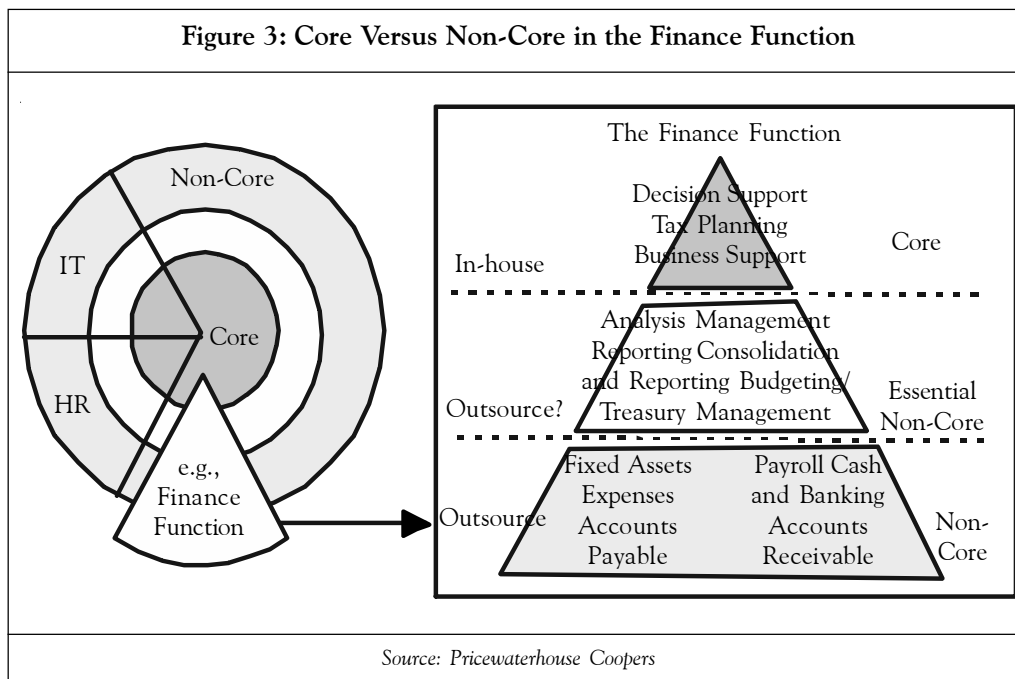 Figure 3: Core Versus Non-Core in the Finance Function
Non-Core
IT
Core
HR
e.g.,
Finance
Function
The Finance Function
Decision Support
Tax Planning
Business Support
In-house
Core
Analysis Management
Reporting Consolidation
and Reporting Budgeting/
Treasury Management
Outsource?
Essential
Non-Core
Fixed Assets
Expenses
Accounts
Payable
Payroll Cash
and Banking
Accounts
Receivable
Outsource
Non-
Core
Source: Pricewaterhouse Coopers